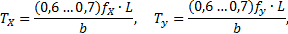 T_X = (0,6 …0,7)f_X · L / b, T_y = (0,6 …0,7)f_y · L / b,